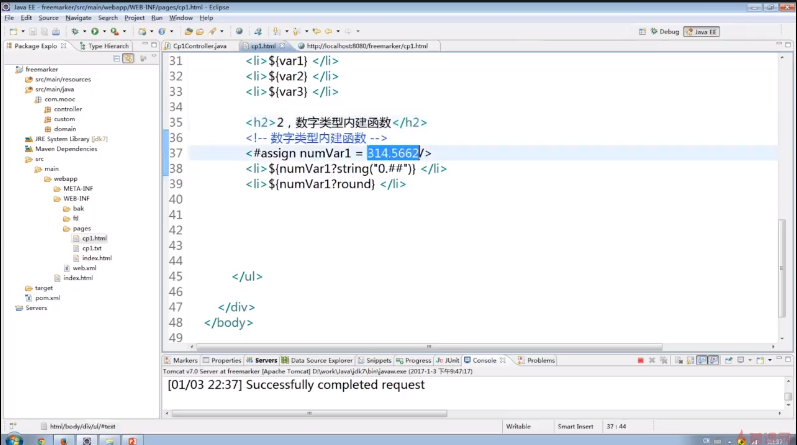 Java EE - freemarker/src/main/webapp/WEB-INF/pages/cp1.html - Eclipse
File Edit Source Navigate Search Project Run Window Help
Debug Java EE
Package Explo Type Hierarch
Cp1Controller.java cp1.html http://localhost:8080/freemarker/cp1.html
freemarker
src/main/resources
src/main/java
com.mooc
controller
custom
domain
JRE System Library [jdk7]
Maven Dependencies
src
main
webapp
META-INF
WEB-INF
bak
ftl
pages
cp1.html
cp1.txt
index.html
web.xml
index.html
target
pom.xml
Servers
31 <li>${var1} </li>
32 <li>${var2} </li>
33 <li>${var3} </li>
34
35 <h2>2，数字类型内建函数</h2>
36 <!-- 数字类型内建函数 -->
37 <#assign numVar1 = 314.5662/>
38 <li>${numVar1?string("0.##")} </li>
39 <li>${numVar1?round} </li>
40
41
42
43
44
45 </ul>
46
47 </div>
48 </body>
49
Markers Properties Servers Data Source Explorer Snippets Progress JUnit Console Problems
Tomcat v7.0 Server at freemarker [Apache Tomcat] D:\work\Java\jdk7\bin\javaw.exe (2017-1-3 下午9:47:17)
[01/03 22:37] Successfully completed request
html/body/div/ul/#text Writable Smart Insert 37 : 44